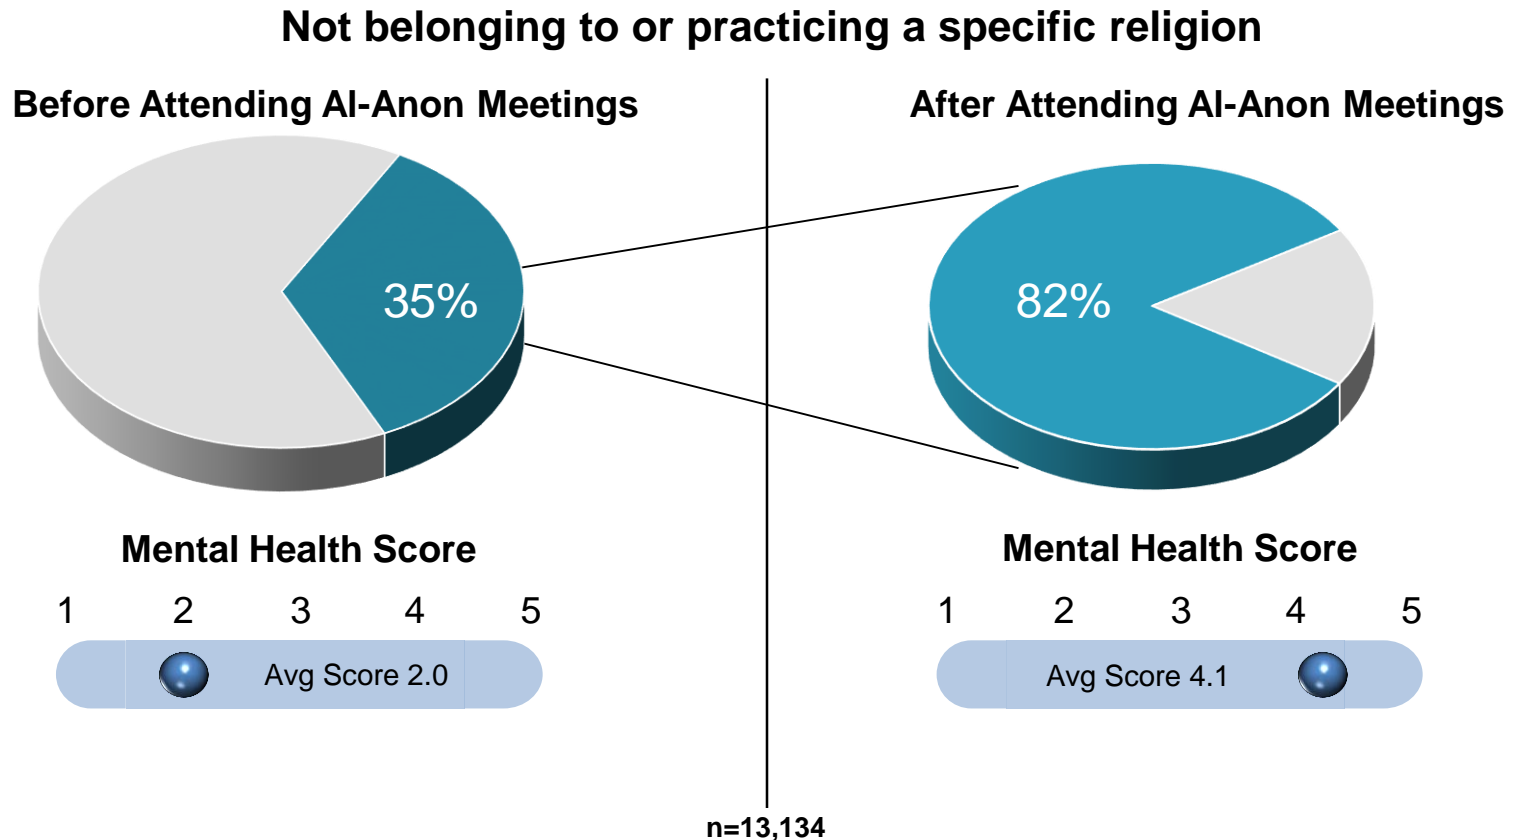 Not belonging to or practicing a specific religion
Before Attending Al-Anon Meetings
After Attending Al-Anon Meetings
35%
82%
Mental Health Score
1 2 3 4 5
Avg Score 2.0
Mental Health Score
1 2 3 4 5
Avg Score 4.1
n=13,134